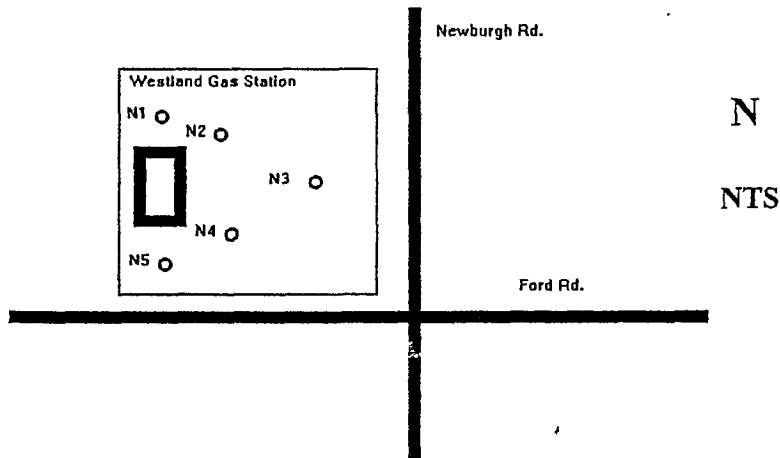 Newburgh Rd.
Westland Gas Station
N1
N2
N3
N4
N5
N
NTS
Ford Rd.